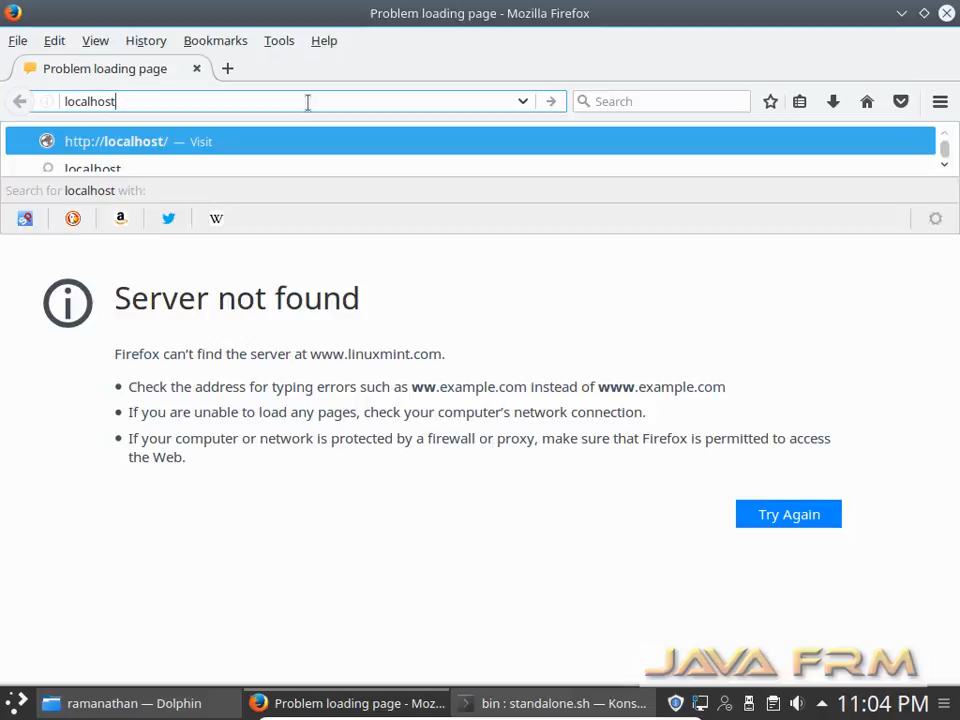 Problem loading page - Mozilla Firefox
File Edit View History Bookmarks Tools Help
Problem loading page
localhost
Search
http://localhost/ — Visit
localhost
Search for localhost with:
Server not found
Firefox can't find the server at www.linuxmint.com.
Check the address for typing errors such as ww.example.com instead of www.example.com
If you are unable to load any pages, check your computer's network connection.
If your computer or network is protected by a firewall or proxy, make sure that Firefox is permitted to access
the Web.
Try Again
JAVA FRM
ramanathan — Dolphin
Problem loading page - Moz...
bin : standalone.sh — Kons...
11:04 PM